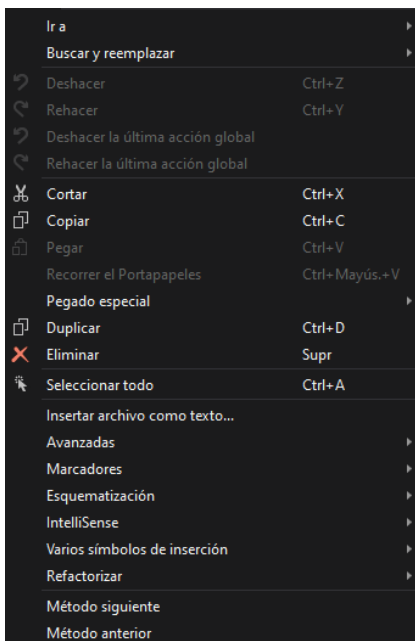 Ir a
Buscar y reemplazar
Deshacer Ctrl+Z
Rehacer Ctrl+Y
Deshacer la última acción global
Rehacer la última acción global
Cortar Ctrl+X
Copiar Ctrl+C
Pegar Ctrl+V
Recorrer el Portapapeles Ctrl+Mayús.+V
Pegado especial
Duplicar Ctrl+D
Eliminar Supr
Seleccionar todo Ctrl+A
Insertar archivo como texto...
Avanzadas
Marcadores
Esquematización
IntelliSense
Varios símbolos de inserción
Refactorizar
Método siguiente
Método anterior